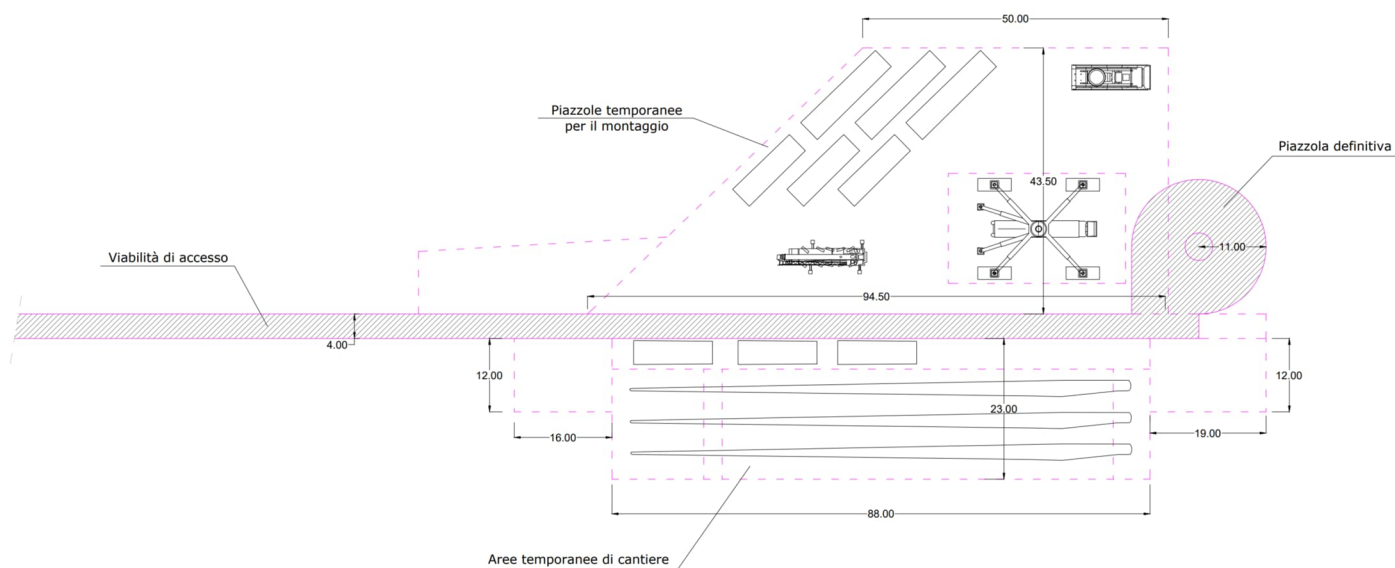 50.00
Piazzole temporanee
per il montaggio
Piazzola definitiva
43.50
11.00
Viabilità di accesso
94.50
4.00
12.00
12.00
23.00
16.00
19.00
88.00
Aree temporanee di cantiere